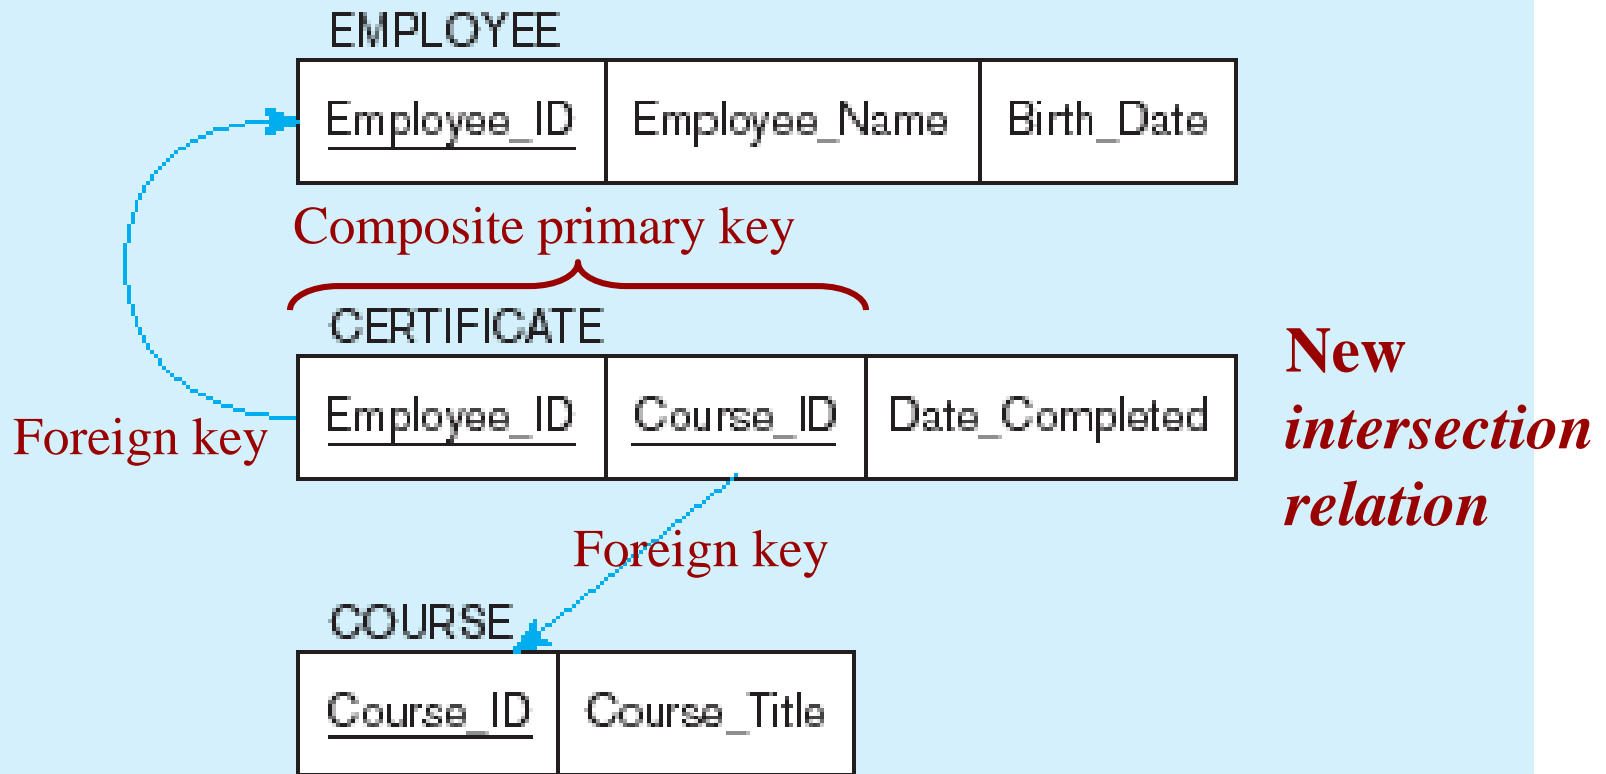 EMPLOYEE
Employee_ID Employee_Name Birth_Date
Composite primary key
CERTIFICATE
Employee_ID Course_ID Date_Completed
Foreign key
New
intersection
relation
Foreign key
COURSE
Course_ID Course_Title